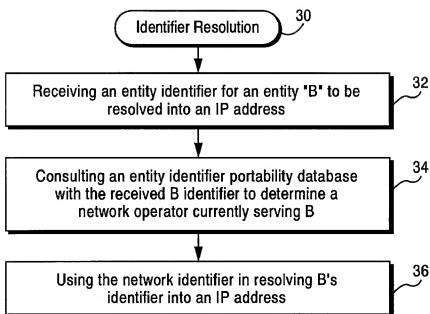 Identifier Resolution
30
Receiving an entity identifier for an entity "B" to be
resolved into an IP address
32
Consulting an entity identifier portability database
with the received B identifier to determine a
network operator currently serving B
34
Using the network identifier in resolving B's
identifier into an IP address
36